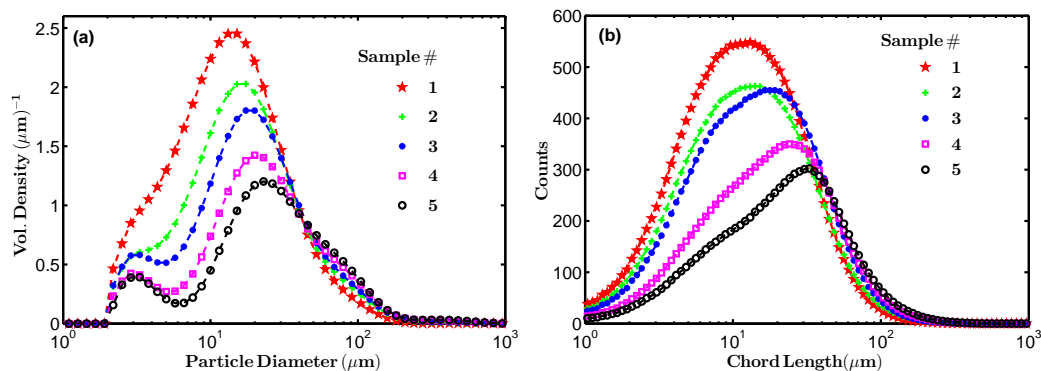 (a)
Sample #
1
2
3
4
5
Vol. Density (μm)⁻¹
2.5
2
1.5
1
0.5
0
10⁰ 10¹ 10² 10³
Particle Diameter (μm)
(b)
Sample #
1
2
3
4
5
Counts
600
500
400
300
200
100
0
10⁰ 10¹ 10² 10³
Chord Length(μm)